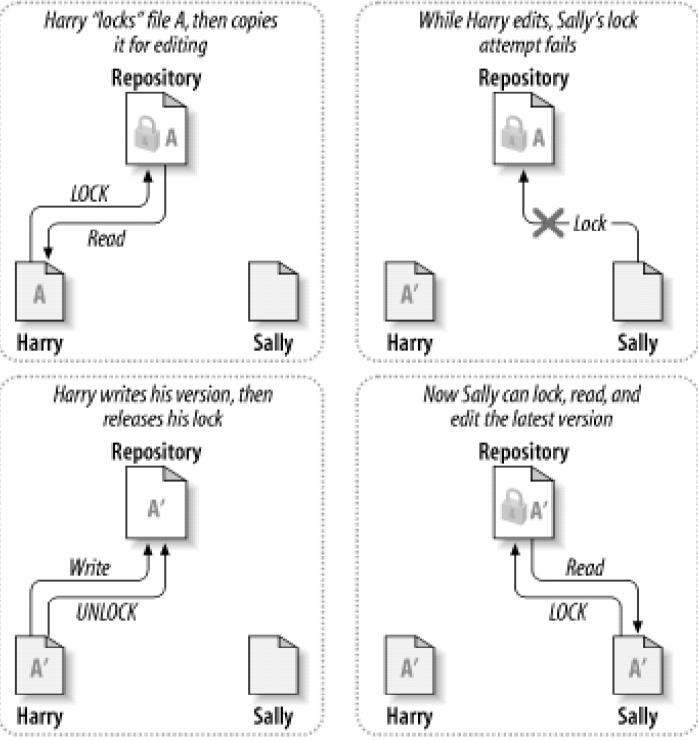 Harry “locks” file A, then copies
it for editing
Repository
A
LOCK
Read
A
Harry
Sally
While Harry edits, Sally’s lock
attempt fails
Repository
A
Lock
A′
Harry
Sally
Harry writes his version, then
releases his lock
Repository
A′
Write
UNLOCK
A′
Harry
Sally
Now Sally can lock, read, and
edit the latest version
Repository
A′
Read
LOCK
A′
A′
Harry
Sally